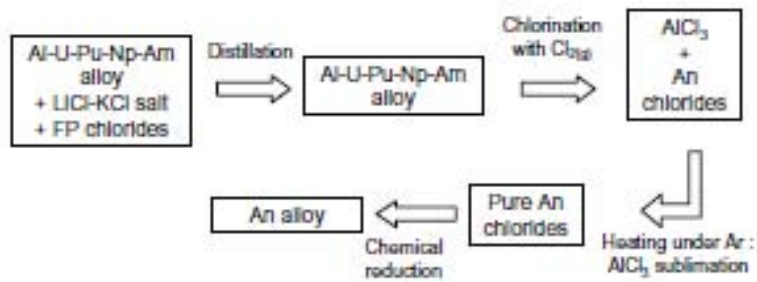 Al-U-Pu-Np-Am
alloy
+ LiCl-KCl salt
+ FP chlorides
Distillation
Al-U-Pu-Np-Am
alloy
Chlorination
with Cl₂(g)
AlCl₃
+
An
chlorides
Heating under Ar :
AlCl₃ sublimation
Pure An
chlorides
Chemical
reduction
An alloy